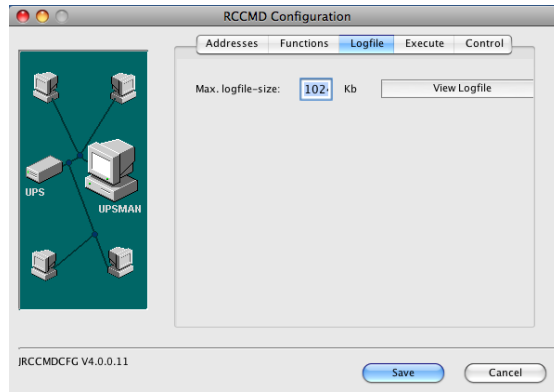 RCCMD Configuration
Addresses Functions Logfile Execute Control
Max. logfile-size: 102 Kb View Logfile
UPS
UPSMAN
JRCCMDCFG V4.0.0.11
Save Cancel